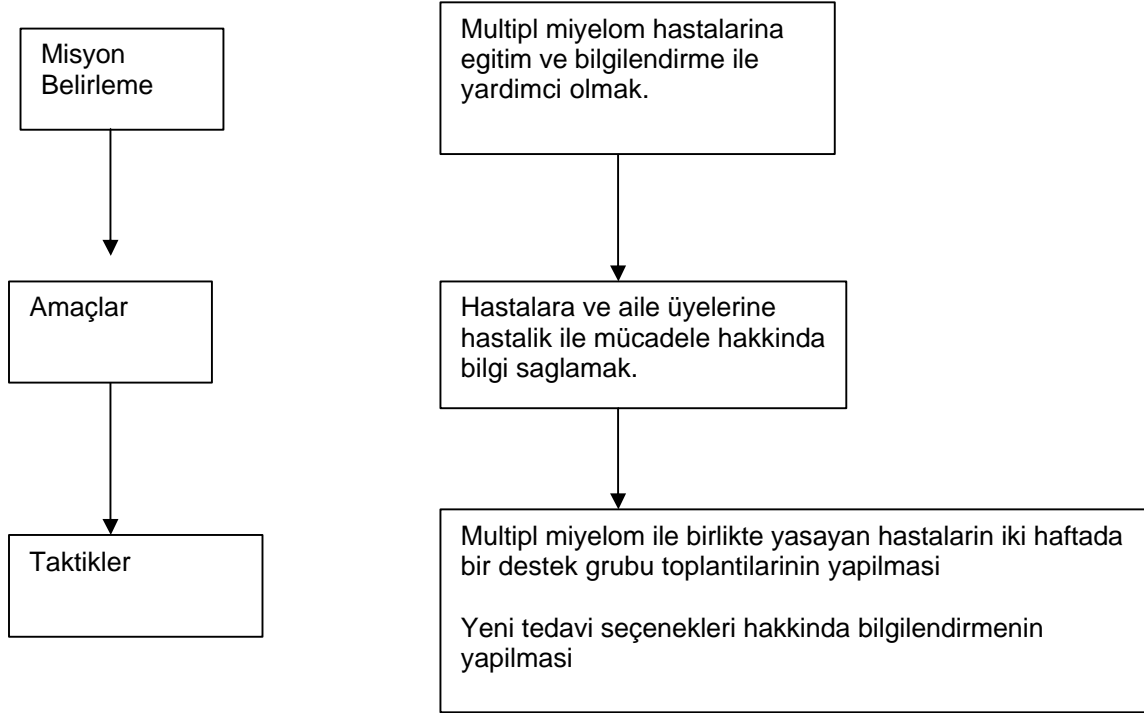 Misyon
Belirleme
Multipl miyelom hastalarina
egitim ve bilgilendirme ile
yardimci olmak.
Amaçlar
Hastalara ve aile üyelerine
hastalik ile mücadele hakkinda
bilgi saglamak.
Taktikler
Multipl miyelom ile birlikte yasayan hastalarin iki haftada
bir destek grubu toplantilarinin yapilmasi
Yeni tedavi seçenekleri hakkinda bilgilendirmenin
yapilmasi